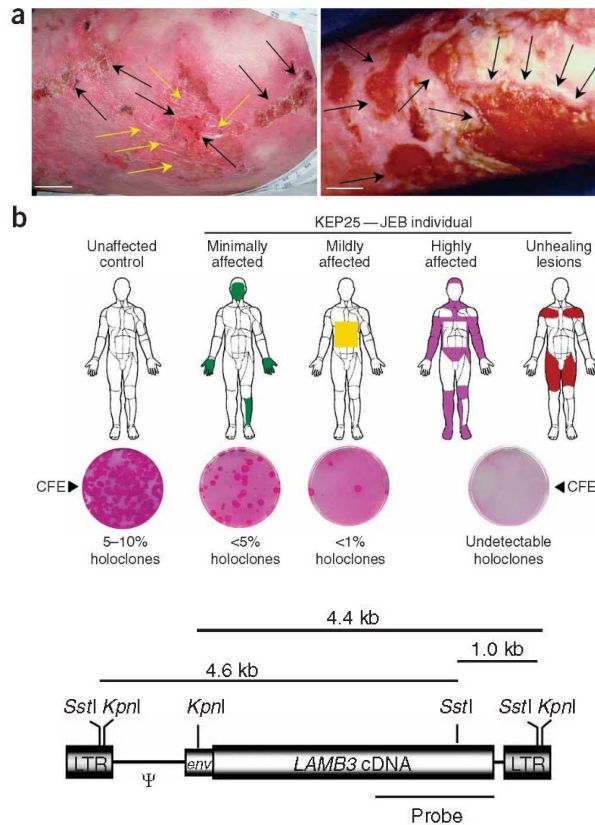 a
b
KEP25 — JEB individual
Unaffected control
Minimally affected
Mildly affected
Highly affected
Unhealing lesions
CFE
CFE
5–10% holoclones
<5% holoclones
<1% holoclones
Undetectable holoclones
4.4 kb
1.0 kb
4.6 kb
SstI KpnI
KpnI
SstI
SstI KpnI
LTR
env
LAMB3 cDNA
LTR
Ψ
Probe